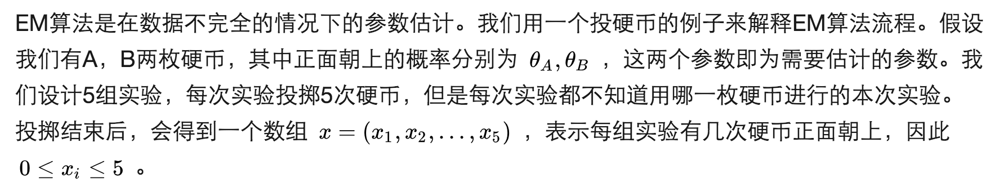 EM算法是在数据不完全的情况下的参数估计。我们用一个投硬币的例子来解释EM算法流程。假设
我们有A，B两枚硬币，其中正面朝上的概率分别为 θ_A, θ_B ，这两个参数即为需要估计的参数。我
们设计5组实验，每次实验投掷5次硬币，但是每次实验都不知道用哪一枚硬币进行的本次实验。
投掷结束后，会得到一个数组 x = (x_1, x_2, ..., x_5) ，表示每组实验有几次硬币正面朝上，因此
0 ≤ x_i ≤ 5 。